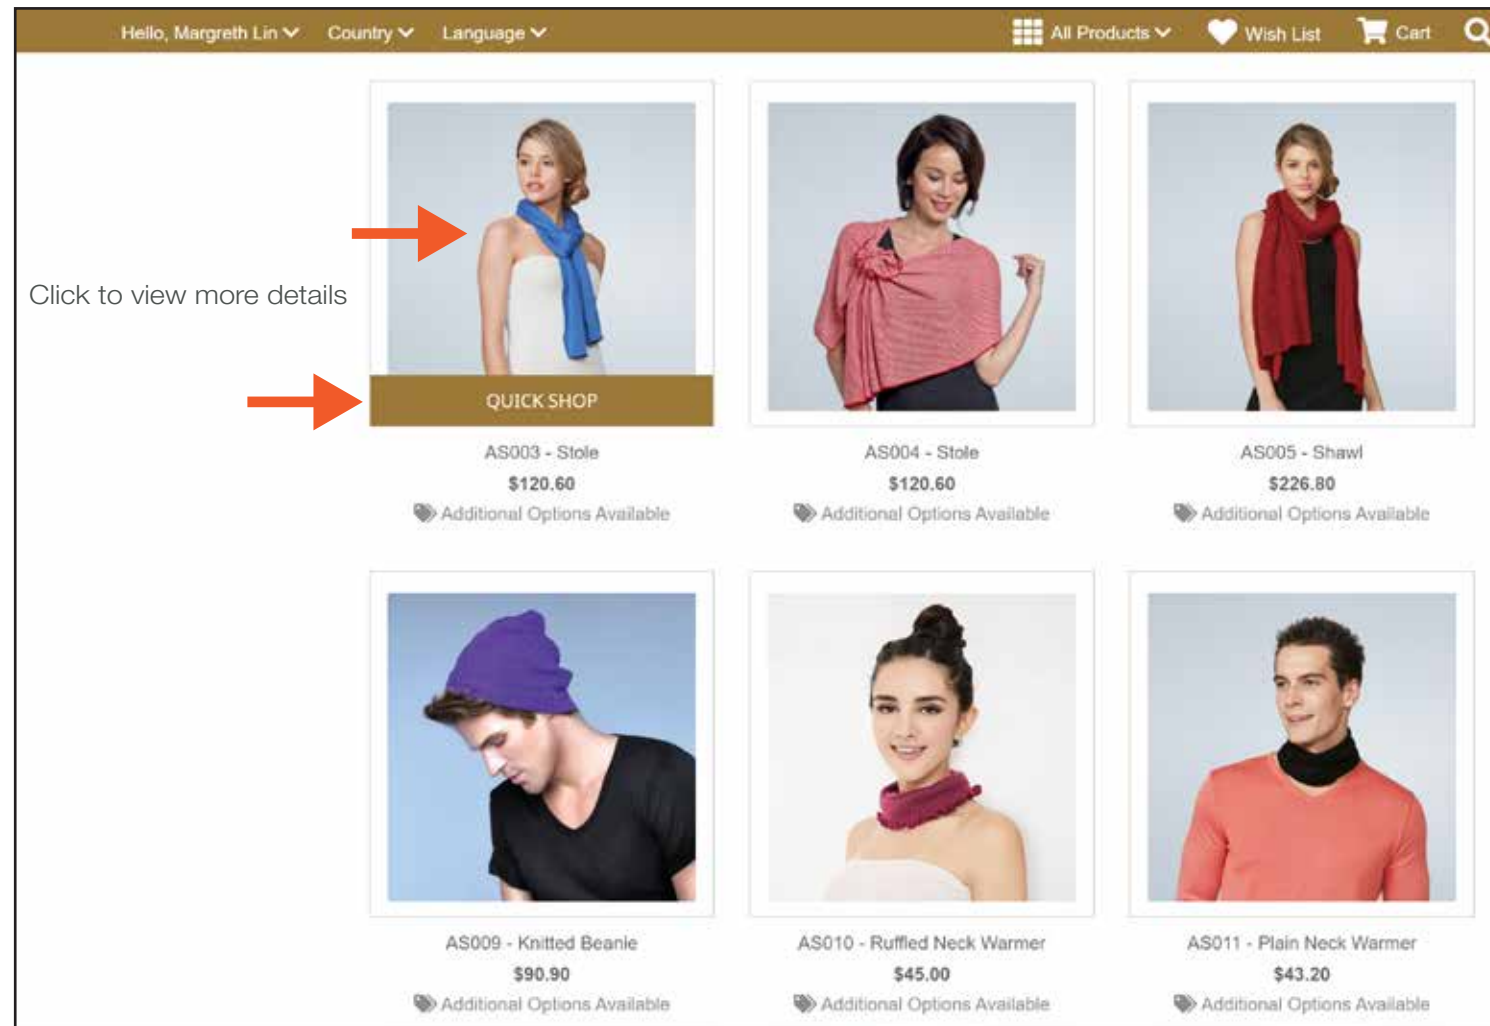 Hello, Margreth Lin Country Language All Products Wish List Cart
Click to view more details
QUICK SHOP
AS003 - Stole
$120.60
Additional Options Available
AS004 - Stole
$120.60
Additional Options Available
AS005 - Shawl
$226.80
Additional Options Available
AS009 - Knitted Beanie
$90.90
Additional Options Available
AS010 - Ruffled Neck Warmer
$45.00
Additional Options Available
AS011 - Plain Neck Warmer
$43.20
Additional Options Available